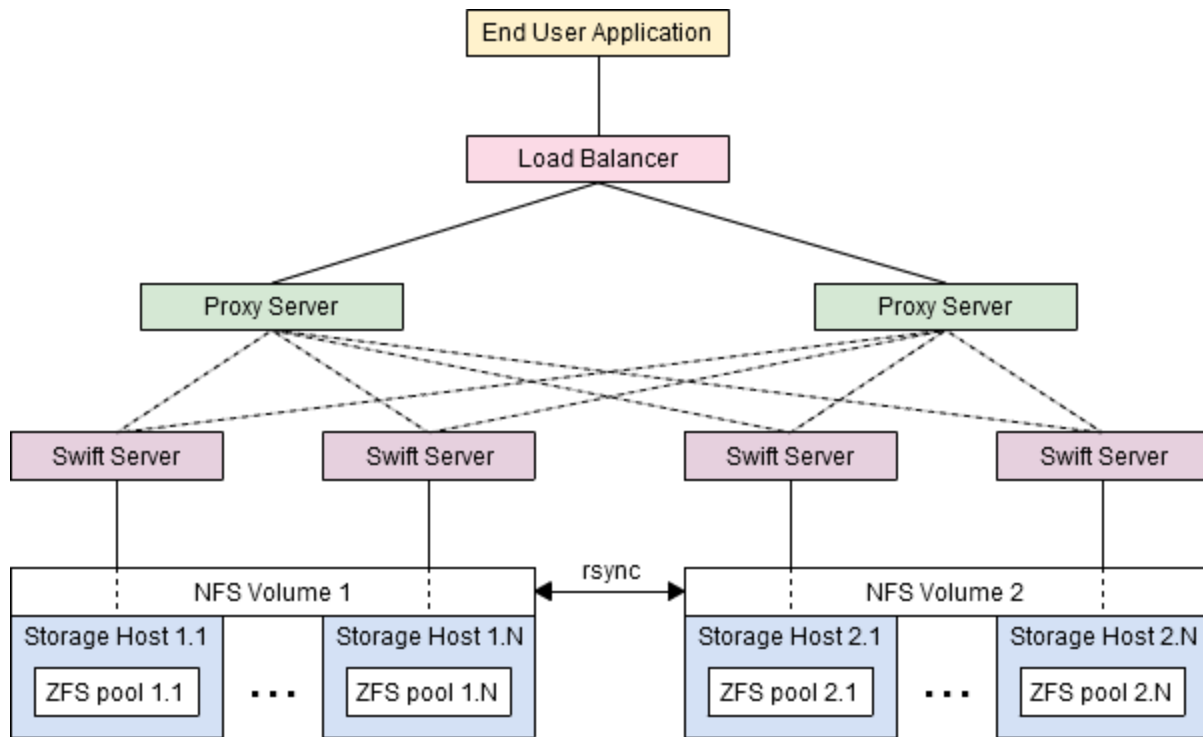 End User Application
Load Balancer
Proxy Server
Proxy Server
Swift Server
Swift Server
Swift Server
Swift Server
rsync
NFS Volume 1
NFS Volume 2
Storage Host 1.1
Storage Host 1.N
Storage Host 2.1
Storage Host 2.N
ZFS pool 1.1
...
ZFS pool 1.N
ZFS pool 2.1
...
ZFS pool 2.N